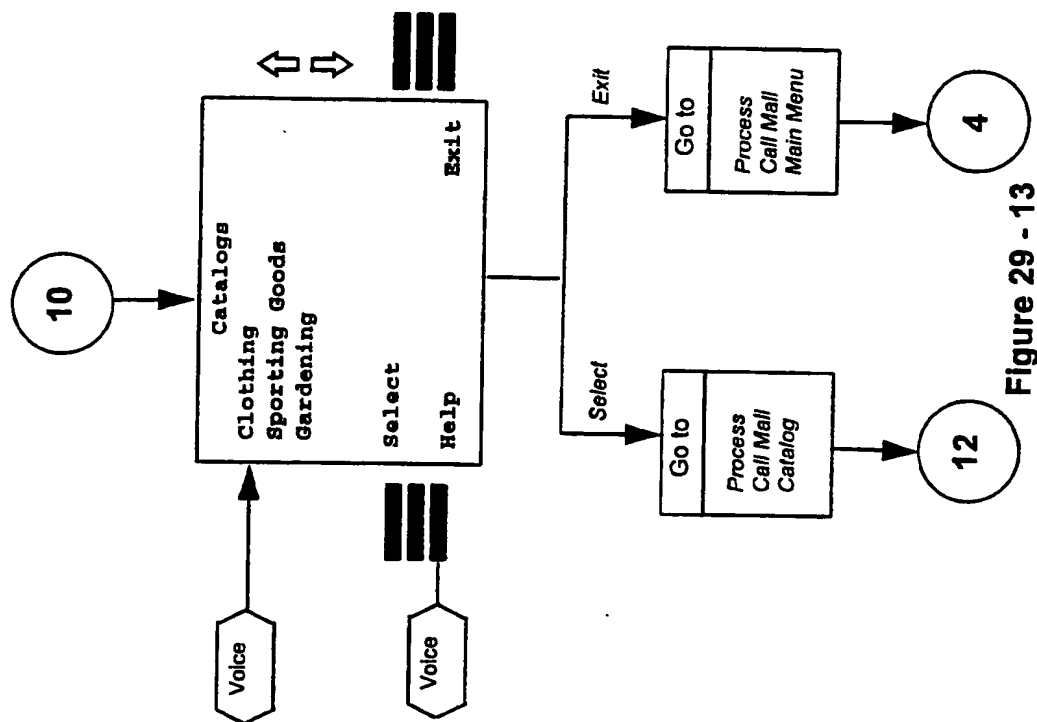 10
Voice
Catalogs
Clothing
Sporting Goods
Gardening
Select
Help Exit
Voice
Select
Exit
Go to
Process
Call Mall
Catalog
Go to
Process
Call Mall
Main Menu
12
4
Figure 29 - 13